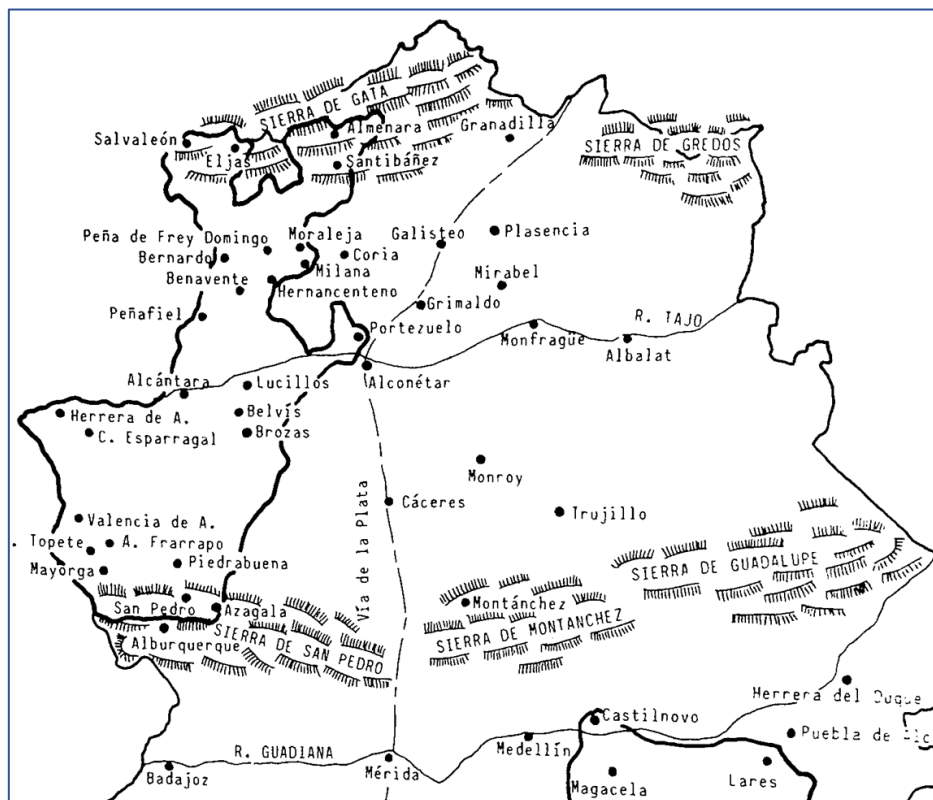 SIERRA DE GATA
Salvaleón
Almenara
Granadilla
Eljas
SIERRA DE GREDOS
Santibáñez
Peña de Frey Domingo
Moraleja
Galisteo
Plasencia
Bernardo
Coria
Milana
Benavente
Mirabel
Hernancenteno
Peñafiel
Grimaldo
Portezuelo
R. TAJO
Monfragüe
Albalat
Alcántara
Lucillos
Alconétar
Herrera de A.
Belvís
C. Esparragal
Brozas
Monroy
Vía de la Plata
Cáceres
Trujillo
Valencia de A.
Topete
A. Frarrapo
Mayorga
Piedrabuena
SIERRA DE GUADALUPE
San Pedro
Azagala
Montánchez
SIERRA DE MONTANCHEZ
Alburquerque
SIERRA DE SAN PEDRO
Herrera del Duque
Castilnovo
Puebla de Alc
R. GUADIANA
Medellín
Badajoz
Mérida
Magacela
Lares